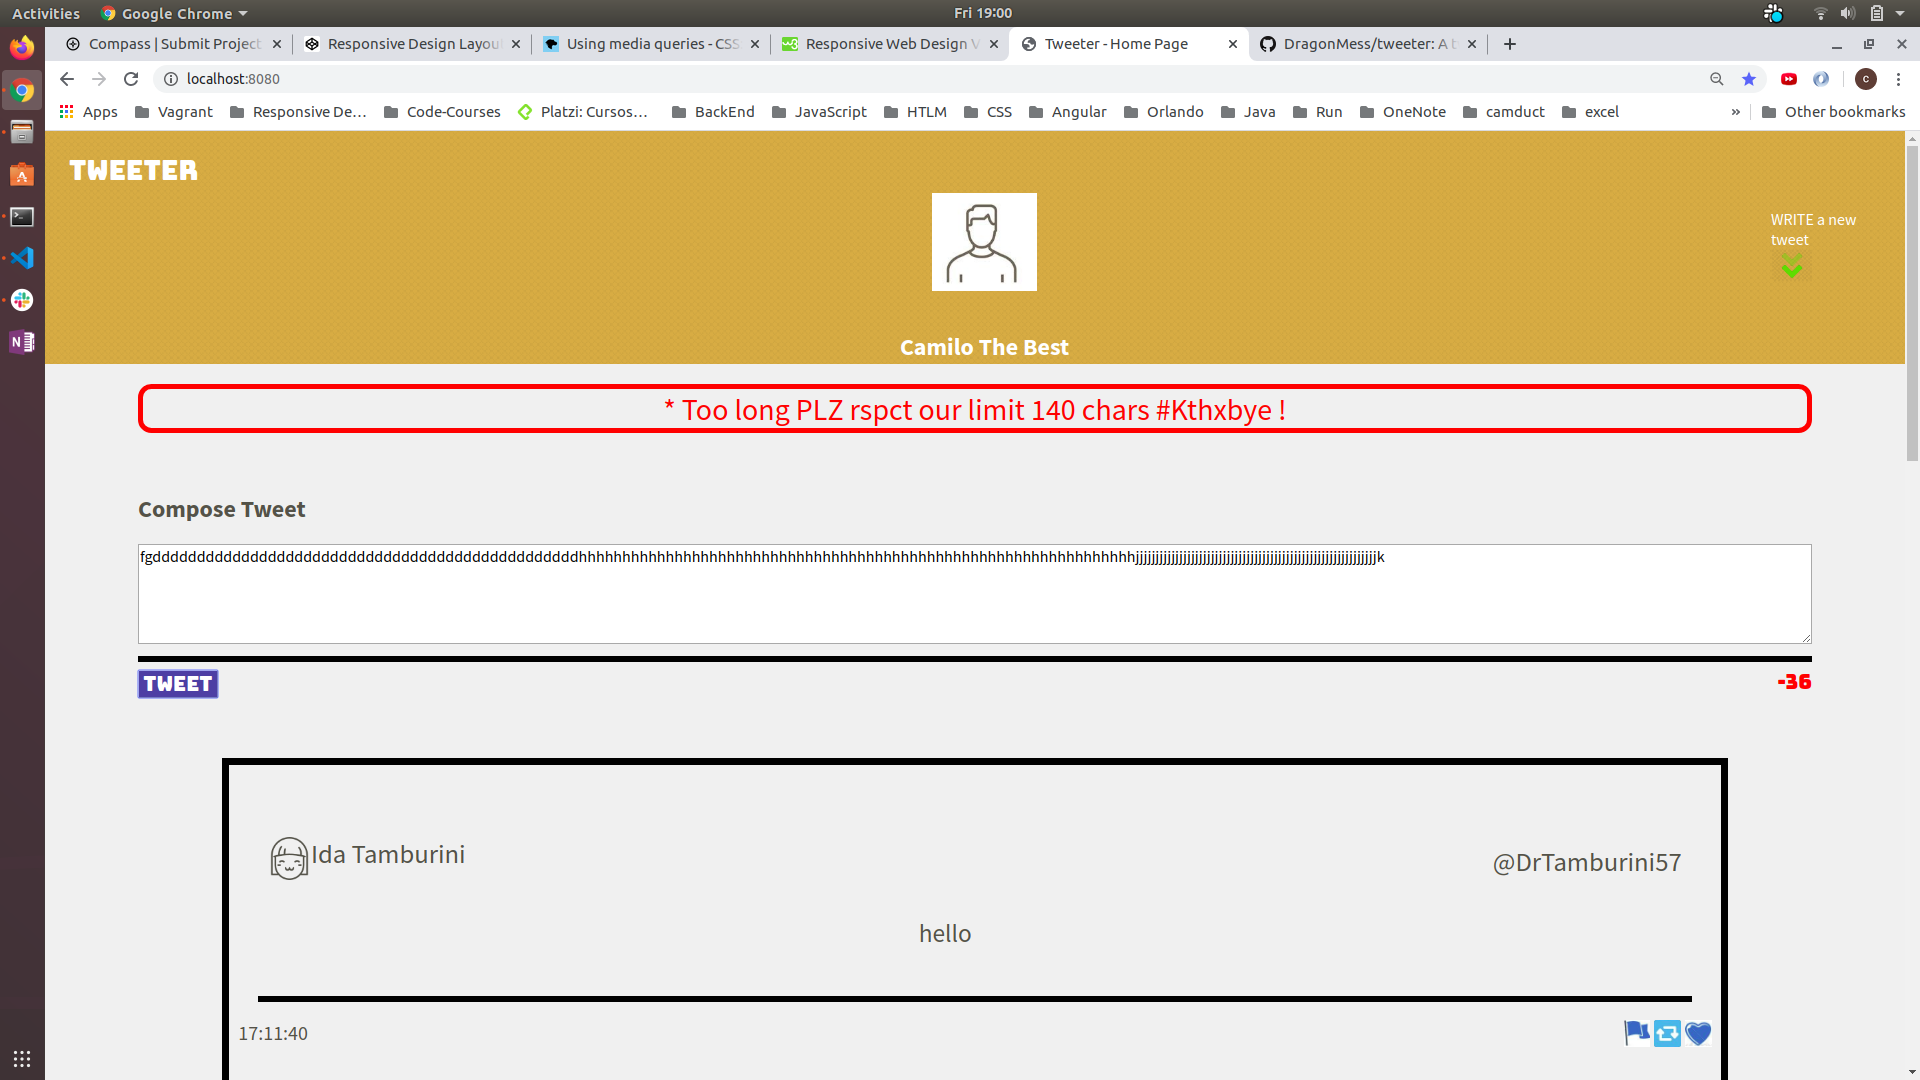 Activities Google Chrome Fri 19:00
Compass | Submit Project Responsive Design Layou Using media queries - CSS Responsive Web Design V Tweeter - Home Page DragonMess/tweeter: A t
localhost:8080 c
Apps Vagrant Responsive De... Code-Courses Platzi: Cursos... BackEnd JavaScript HTLM CSS Angular Orlando Java Run OneNote camduct excel » Other bookmarks
TWEETER
WRITE a new
tweet
Camilo The Best
* Too long PLZ rspct our limit 140 chars #Kthxbye !
Compose Tweet
TWEET -36
Ida Tamburini @DrTamburini57
hello
17:11:40